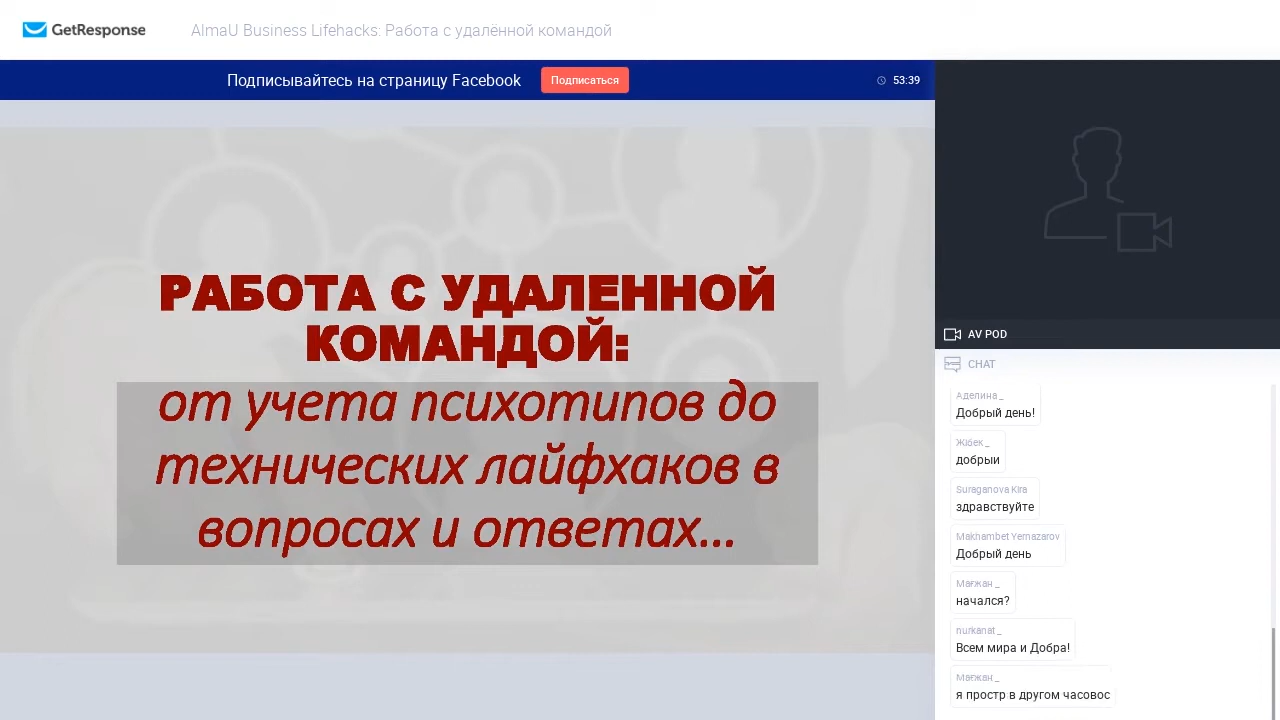 GetResponse
AlmaU Business Lifehacks: Работа с удалённой командой
Подписывайтесь на страницу Facebook
Подписаться
53:39
РАБОТА С УДАЛЕННОЙ
КОМАНДОЙ:
от учета психотипов до
технических лайфхаков в
вопросах и ответах...
AV POD
CHAT
Аделина _
Добрый день!
Жібек _
добрыи
Suraganova Kira
здравствуйте
Makhambet Yernazarov
Добрый день
Мағжан _
начался?
nurkanat _
Всем мира и Добра!
Мағжан _
я простр в другом часовос